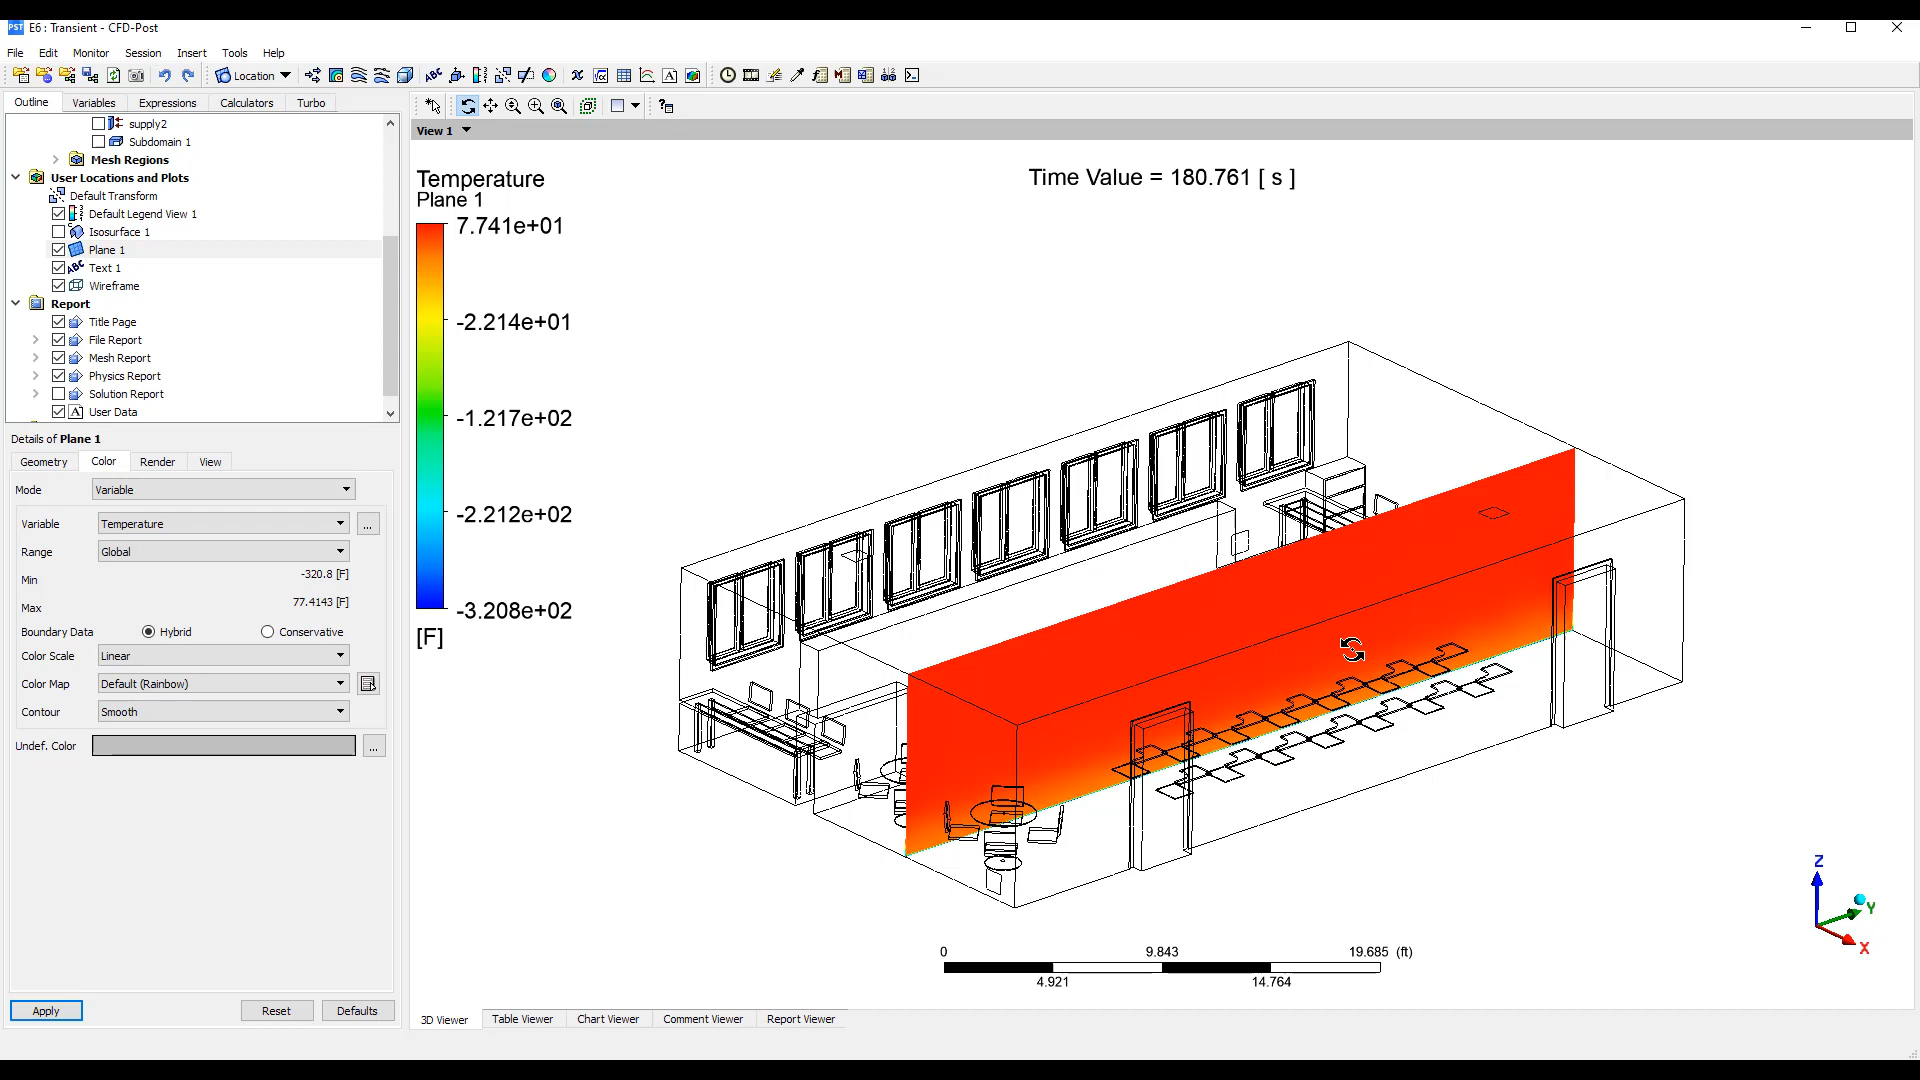 PST E6 : Transient - CFD-Post
File Edit Monitor Session Insert Tools Help
Location
Outline Variables Expressions Calculators Turbo
supply2
Subdomain 1
Mesh Regions
User Locations and Plots
Default Transform
Default Legend View 1
Isosurface 1
Plane 1
ABC Text 1
Wireframe
Report
Title Page
File Report
Mesh Report
Physics Report
Solution Report
A User Data
Details of Plane 1
Geometry Color Render View
Mode Variable
Variable Temperature ...
Range Global
Min -320.8 [F]
Max 77.4143 [F]
Boundary Data Hybrid Conservative
Color Scale Linear
Color Map Default (Rainbow)
Contour Smooth
Undef. Color ...
Apply Reset Defaults
View 1
Temperature
Plane 1
7.741e+01
-2.214e+01
-1.217e+02
-2.212e+02
-3.208e+02
[F]
Time Value = 180.761 [ s ]
Z
Y
X
0 9.843 19.685 (ft)
4.921 14.764
3D Viewer Table Viewer Chart Viewer Comment Viewer Report Viewer